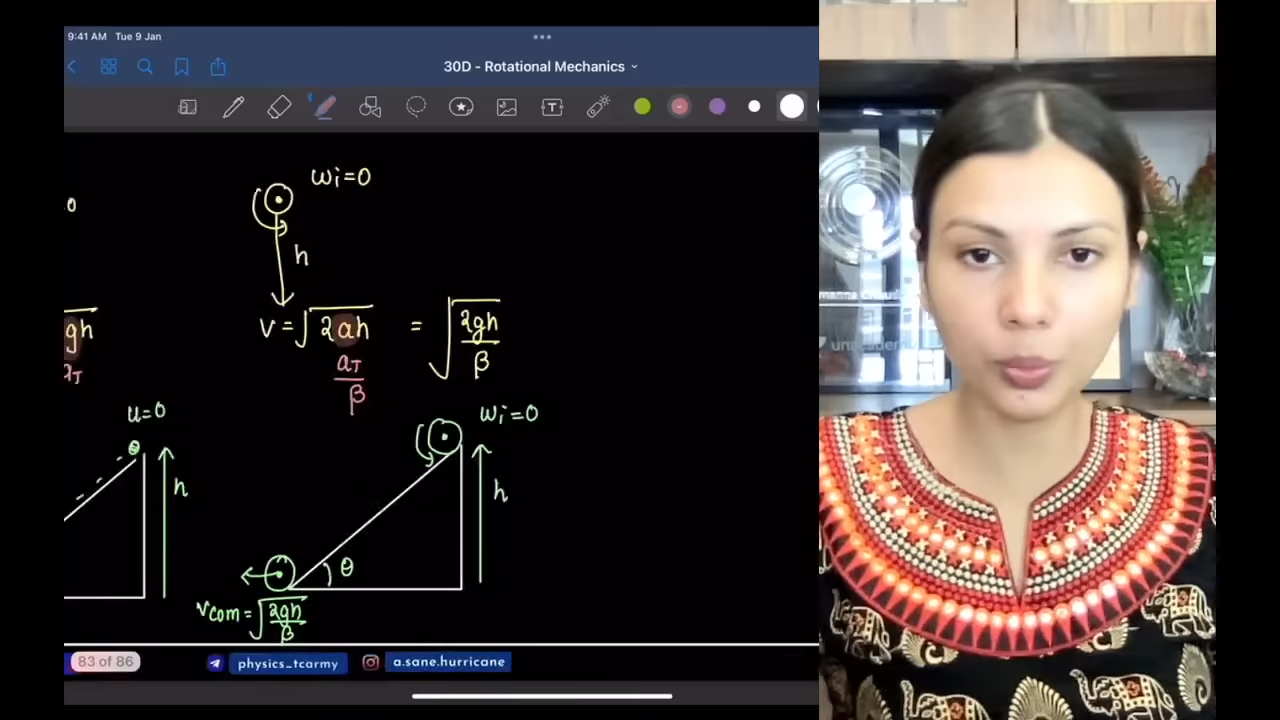 9:41 AM Tue 9 Jan
30D - Rotational Mechanics
ωi=0
0
h
v = √2ah = √2gh/β
gh
aT/β
aT
u=0
ωi=0
h
h
θ
vcom = √2gh/β
83 of 86
physics_tcarmy
a.sane.hurricane